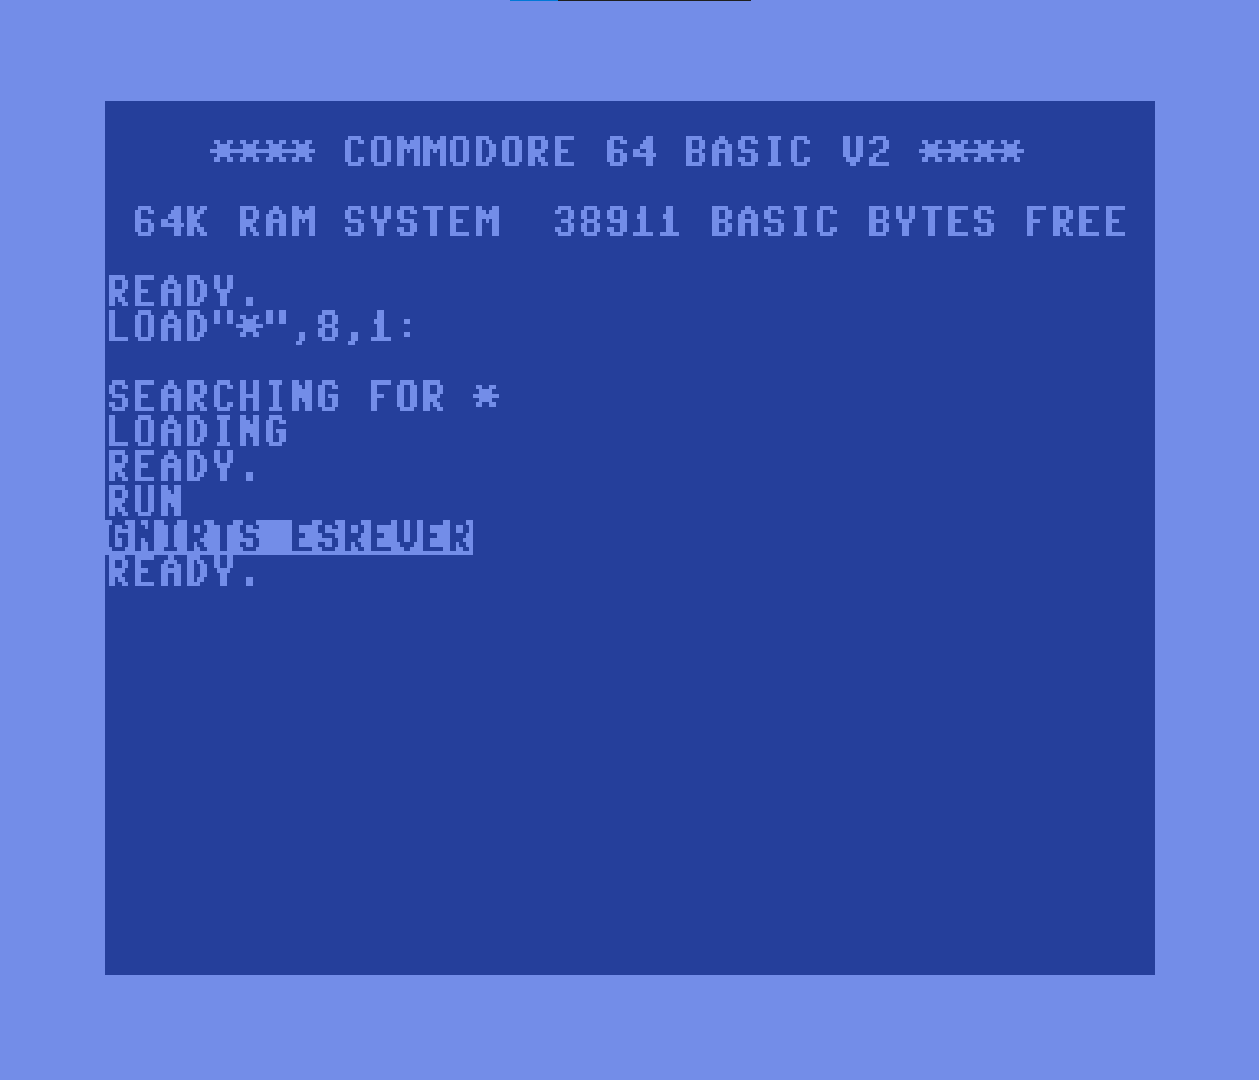 **** COMMODORE 64 BASIC V2 ****
64K RAM SYSTEM  38911 BASIC BYTES FREE
READY.
LOAD"*",8,1:
SEARCHING FOR *
LOADING
READY.
RUN
GNIRTS ESREVER
READY.